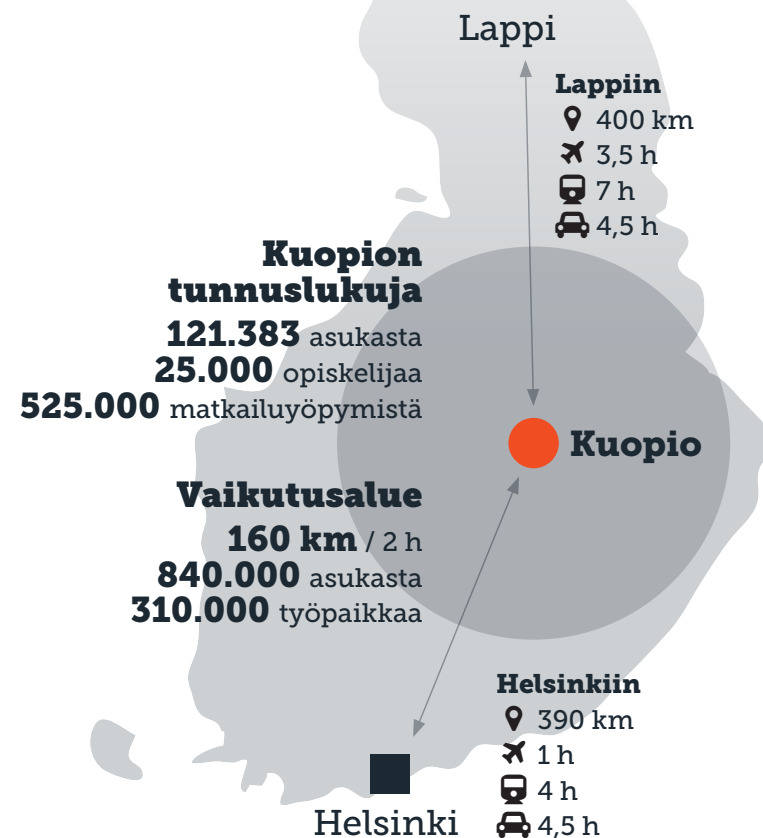 Lappi
Lappiin
400 km
3,5 h
7 h
4,5 h
Kuopion
tunnuslukuja
121.383 asukasta
25.000 opiskelijaa
525.000 matkailuyöpymistä
Kuopio
Vaikutusalue
160 km / 2 h
840.000 asukasta
310.000 työpaikkaa
Helsinkiin
390 km
1 h
4 h
4,5 h
Helsinki